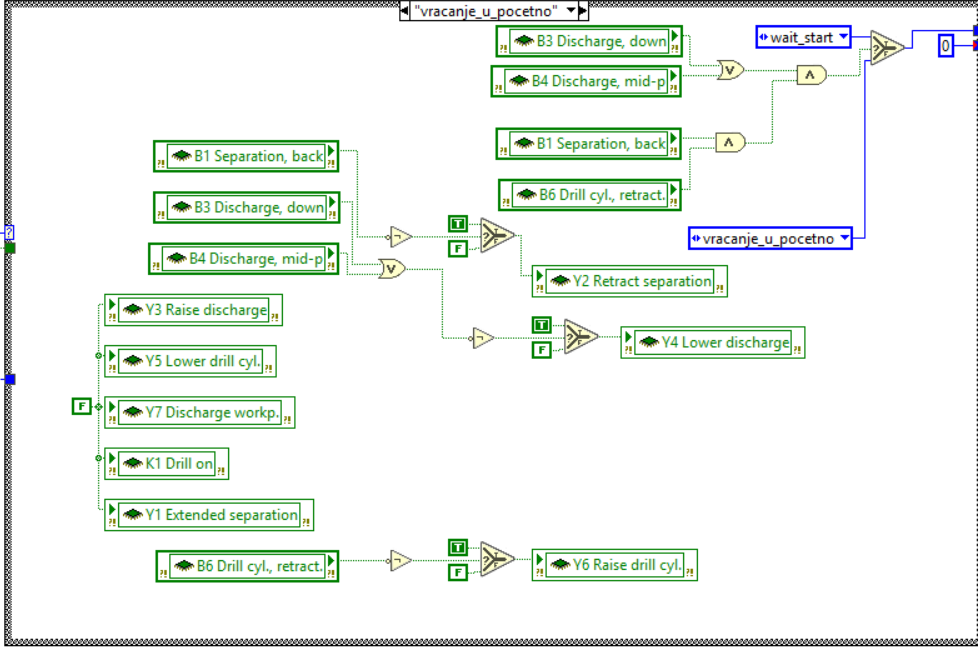 "vracanje_u_pocetno"
B3 Discharge, down
wait_start
0
B4 Discharge, mid-p
B1 Separation, back
B6 Drill cyl., retract.
B1 Separation, back
B3 Discharge, down
T
F
vracanje_u_pocetno
B4 Discharge, mid-p
Y2 Retract separation
Y3 Raise discharge
T
F
Y4 Lower discharge
Y5 Lower drill cyl.
F
Y7 Discharge workp.
K1 Drill on
Y1 Extended separation
B6 Drill cyl., retract.
T
F
Y6 Raise drill cyl.